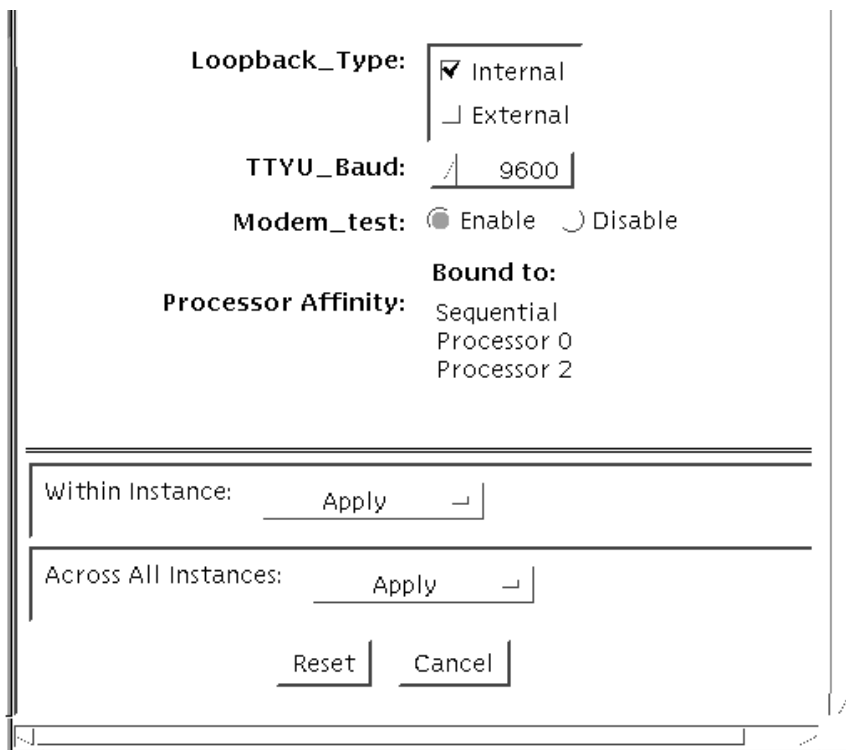 Loopback_Type: Internal
External
TTYU_Baud: 9600
Modem_test: Enable Disable
Bound to:
Processor Affinity:
Sequential
Processor 0
Processor 2
Within Instance: Apply
Across All Instances: Apply
Reset Cancel